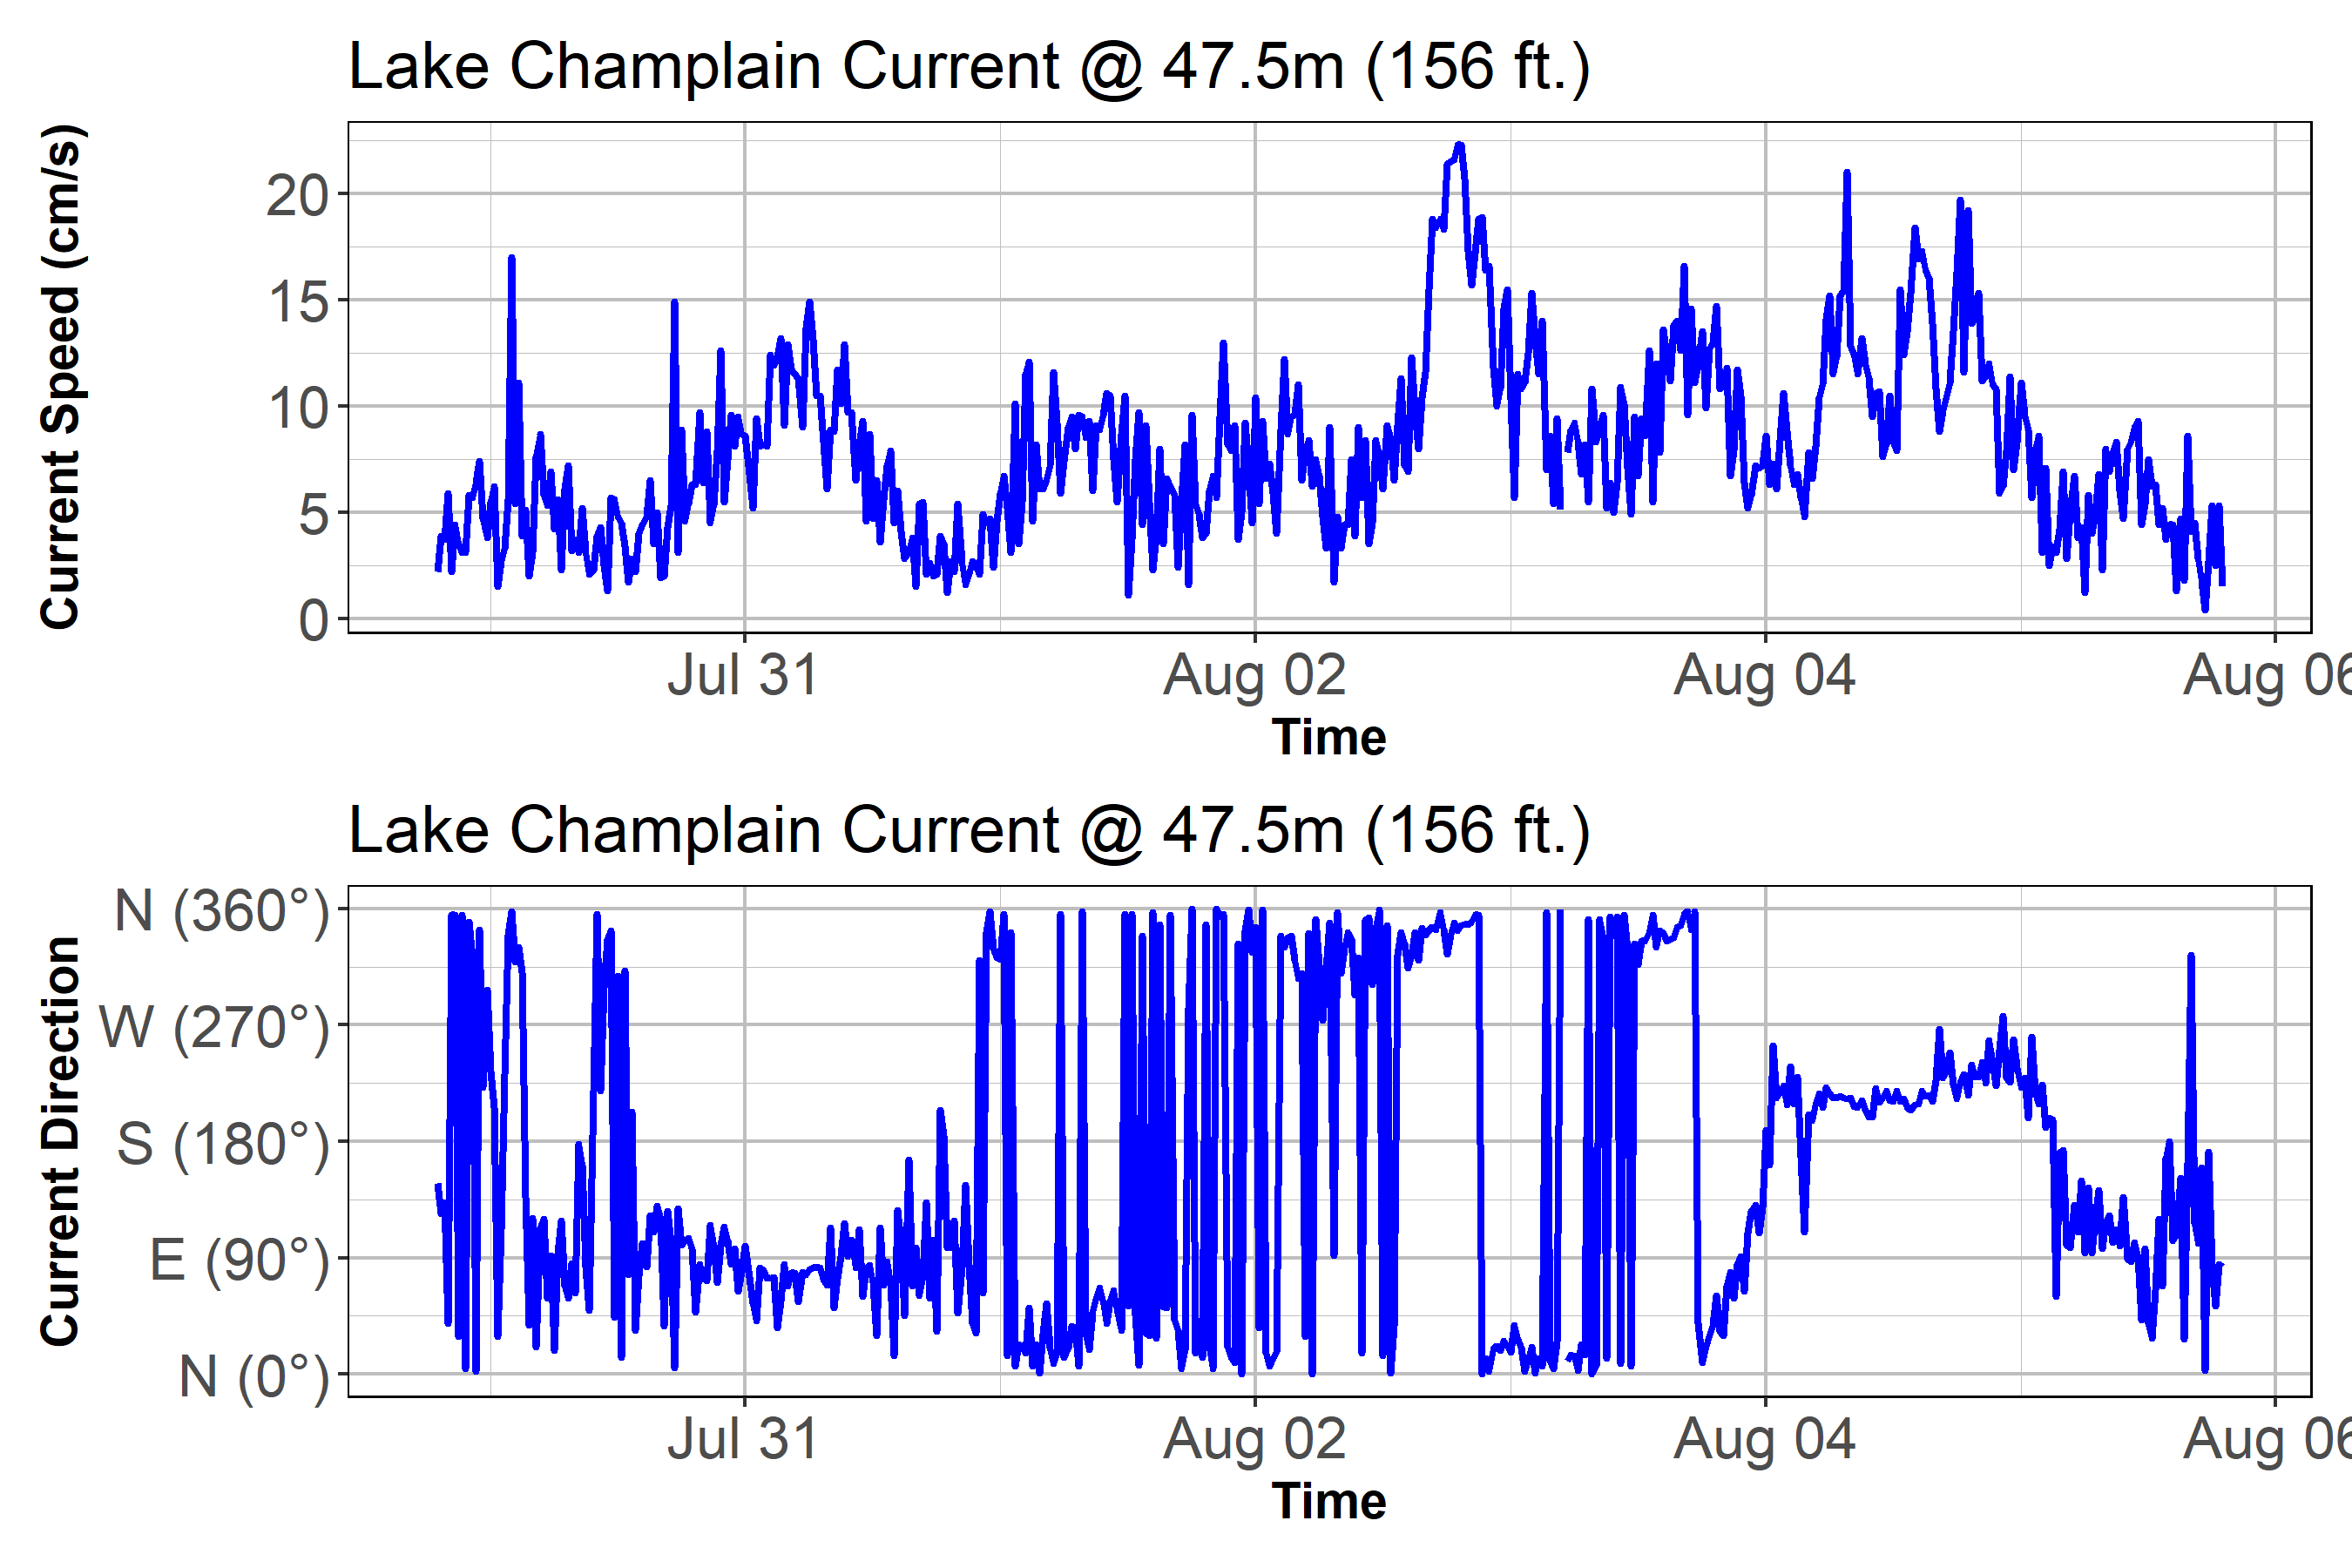 Lake Champlain Current @ 47.5m (156 ft.)
Current Speed (cm/s)
20
15
10
5
0
Jul 31 Aug 02 Aug 04 Aug 06
Time
Lake Champlain Current @ 47.5m (156 ft.)
Current Direction
N (360°)
W (270°)
S (180°)
E (90°)
N (0°)
Jul 31 Aug 02 Aug 04 Aug 06
Time